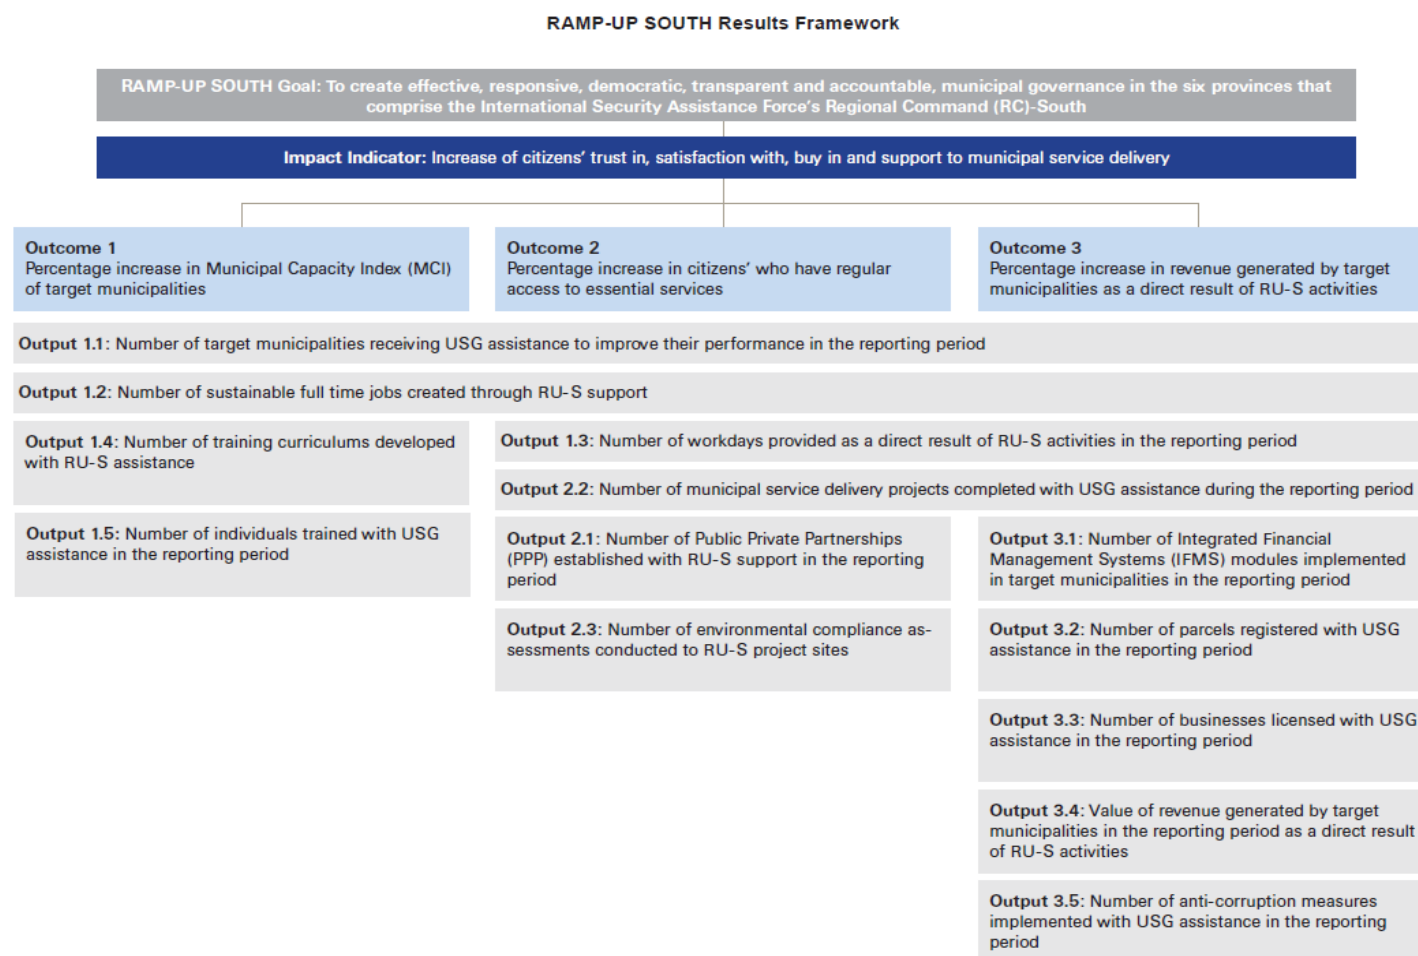 RAMP-UP SOUTH Results Framework
RAMP-UP SOUTH Goal: To create effective, responsive, democratic, transparent and accountable, municipal governance in the six provinces that
comprise the International Security Assistance Force's Regional Command (RC)-South
Impact Indicator: Increase of citizens' trust in, satisfaction with, buy in and support to municipal service delivery
Outcome 1
Percentage increase in Municipal Capacity Index (MCI)
of target municipalities
Outcome 2
Percentage increase in citizens' who have regular
access to essential services
Outcome 3
Percentage increase in revenue generated by target
municipalities as a direct result of RU-S activities
Output 1.1: Number of target municipalities receiving USG assistance to improve their performance in the reporting period
Output 1.2: Number of sustainable full time jobs created through RU-S support
Output 1.4: Number of training curriculums developed
with RU-S assistance
Output 1.3: Number of workdays provided as a direct result of RU-S activities in the reporting period
Output 2.2: Number of municipal service delivery projects completed with USG assistance during the reporting period
Output 1.5: Number of individuals trained with USG
assistance in the reporting period
Output 2.1: Number of Public Private Partnerships
(PPP) established with RU-S support in the reporting
period
Output 3.1: Number of Integrated Financial
Management Systems (IFMS) modules implemented
in target municipalities in the reporting period
Output 2.3: Number of environmental compliance as-
sessments conducted to RU-S project sites
Output 3.2: Number of parcels registered with USG
assistance in the reporting period
Output 3.3: Number of businesses licensed with USG
assistance in the reporting period
Output 3.4: Value of revenue generated by target
municipalities in the reporting period as a direct result
of RU-S activities
Output 3.5: Number of anti-corruption measures
implemented with USG assistance in the reporting
period